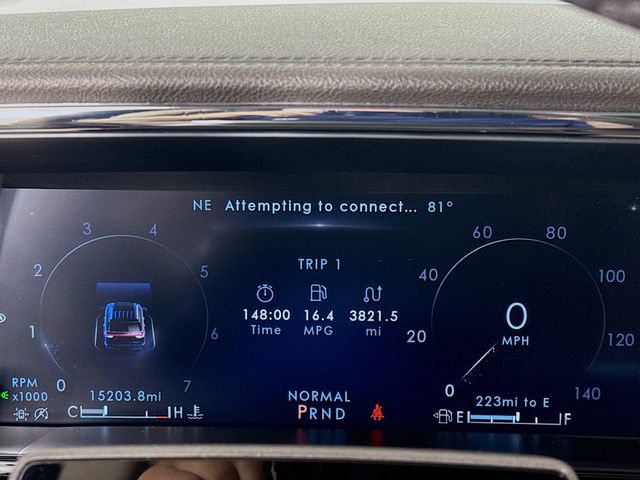 NE Attempting to connect... 81°
TRIP 1
148:00 16.4 3821.5
Time MPG mi
0 1 2 3 4 5 6 7
RPM
x1000
15203.8mi
C H
NORMAL
PRND
0 20 40 60 80 100 120 140
0
MPH
223mi to E
E F